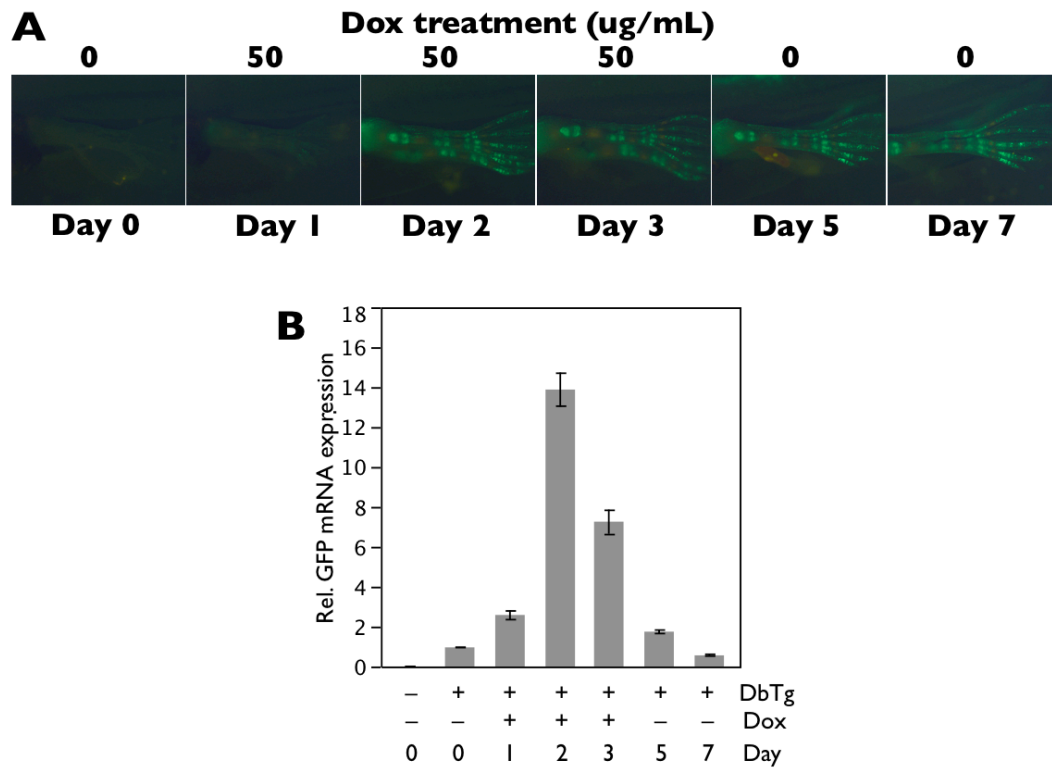 A
Dox treatment (ug/mL)
0 50 50 50 0 0
Day 0 Day 1 Day 2 Day 3 Day 5 Day 7
B
Rel. GFP mRNA expression
18
16
14
12
10
8
6
4
2
0
– + + + + + + DbTg
– – + + + – – Dox
0 0 1 2 3 5 7 Day